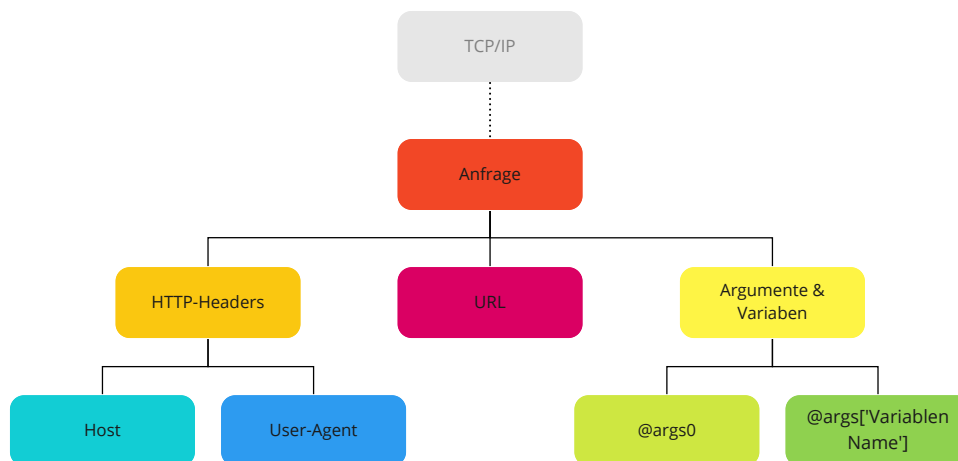 TCP/IP
Anfrage
HTTP-Headers
URL
Argumente &
Variaben
Host
User-Agent
@args0
@args['Variablen
Name']